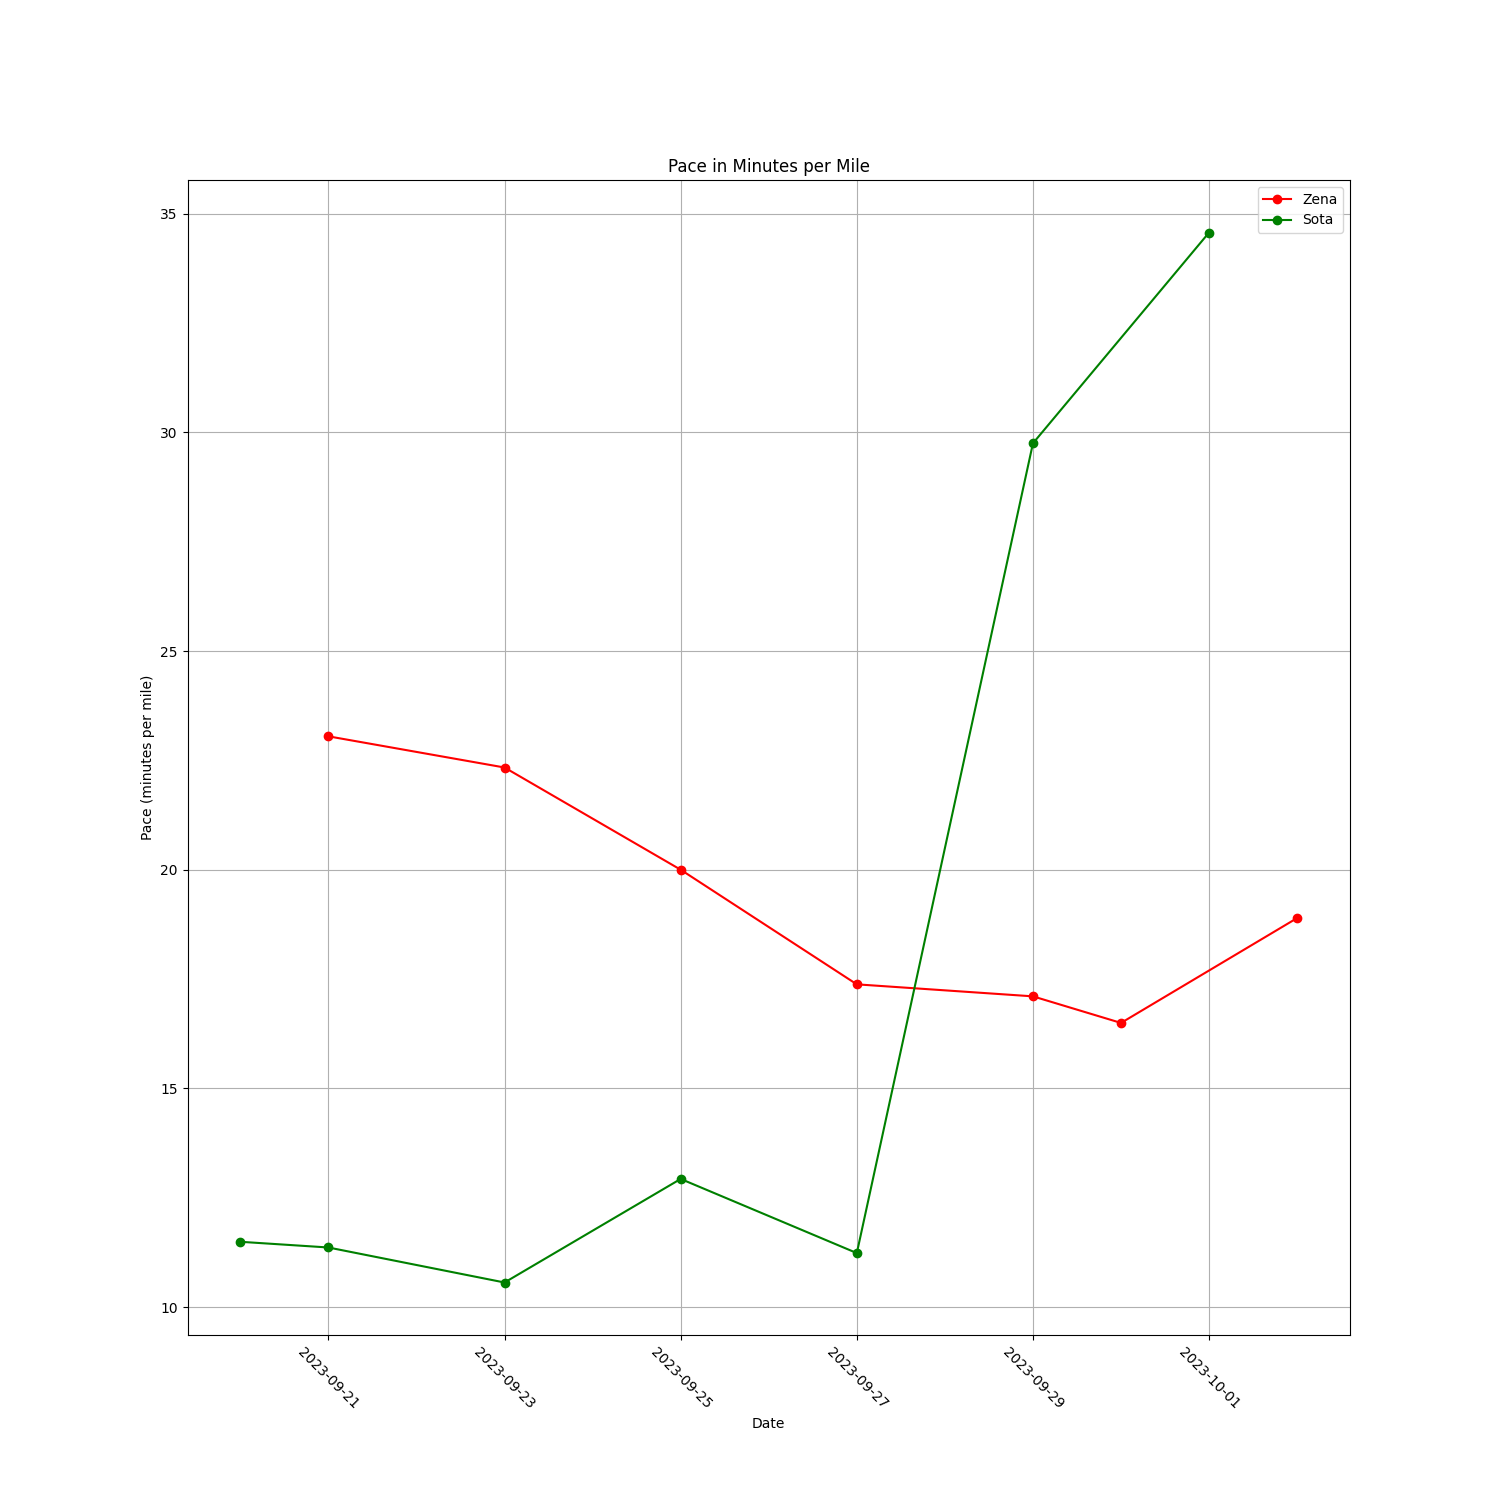 Pace in Minutes per Mile
Zena
Sota
35
30
25
20
15
10
Pace (minutes per mile)
2023-09-21
2023-09-23
2023-09-25
2023-09-27
2023-09-29
2023-10-01
Date